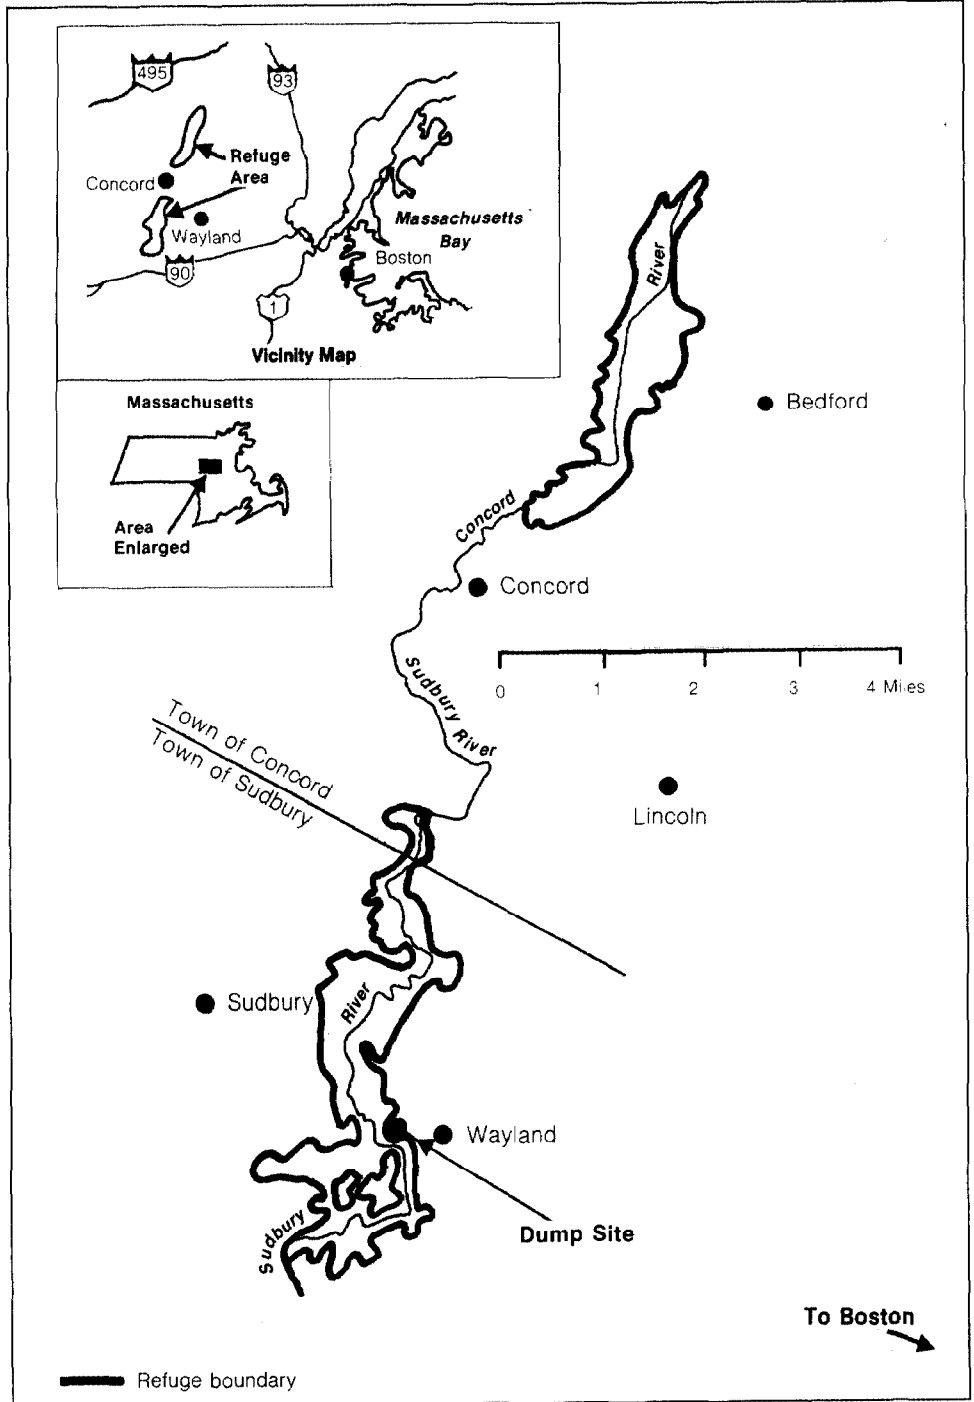 495
93
Refuge
Area
Concord
Wayland
Massachusetts
Bay
Boston
90
1
Vicinity Map
Massachusetts
Area
Enlarged
River
Bedford
Concord
Concord
0 1 2 3 4 Miles
Sudbury River
Town of Concord
Town of Sudbury
Lincoln
Sudbury
River
Wayland
Sudbury
Dump Site
To Boston
Refuge boundary